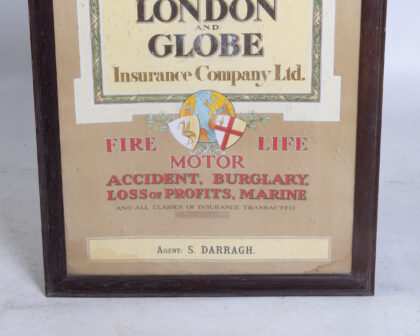 LONDON
AND
GLOBE
Insurance Company Ltd.
FIRE LIFE
MOTOR
ACCIDENT, BURGLARY,
LOSS OF PROFITS, MARINE
AND ALL CLASSES OF INSURANCE TRANSACTED
AGENT: S. DARRAGH.